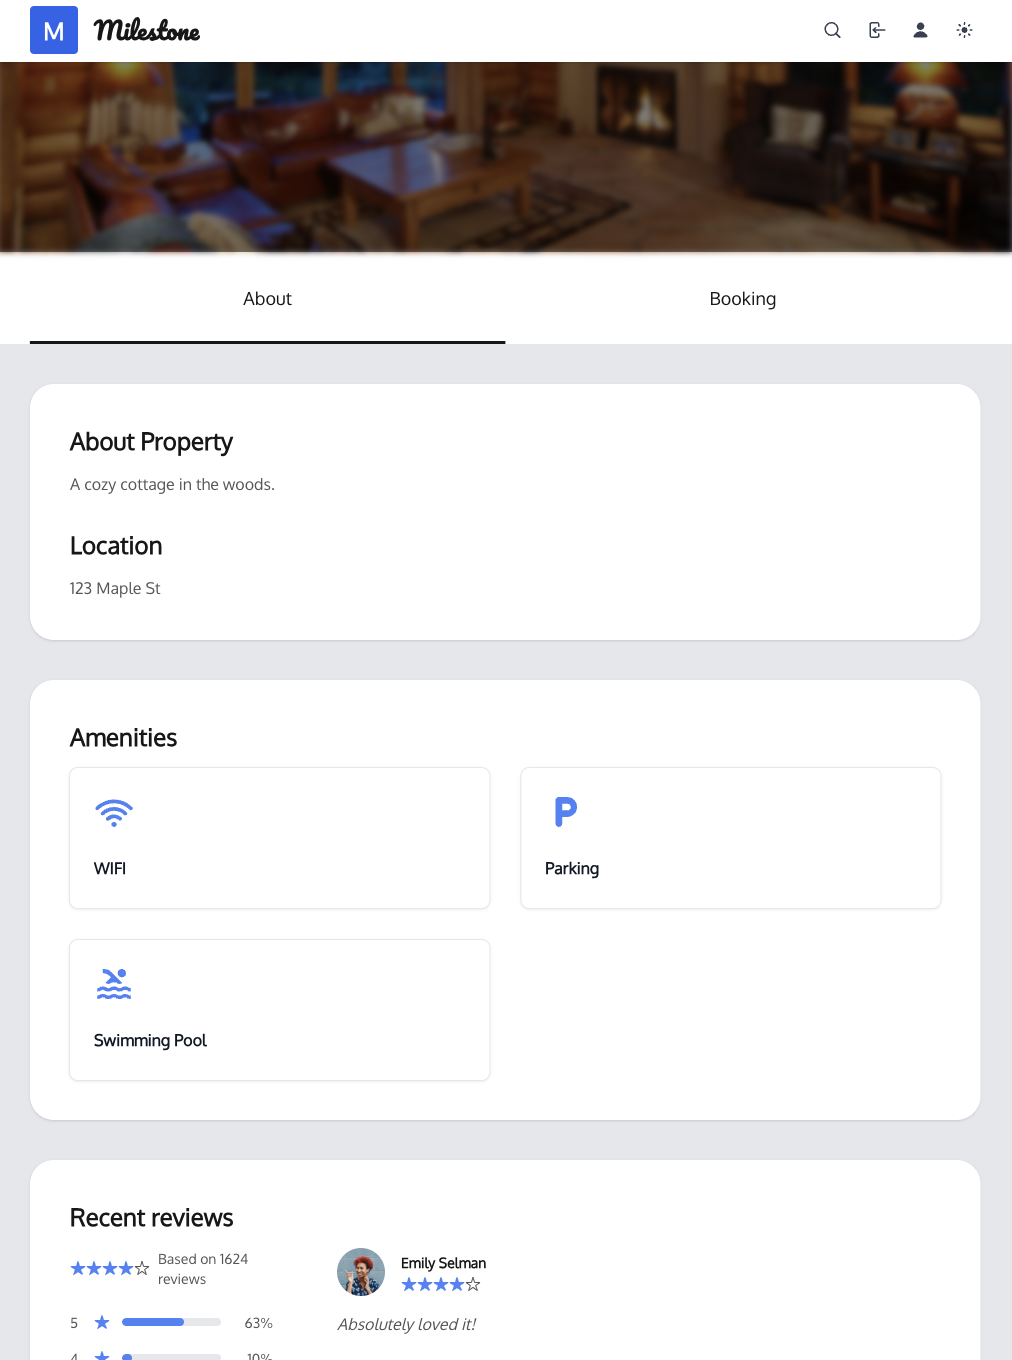 M Milestone
About Booking
About Property
A cozy cottage in the woods.
Location
123 Maple St
Amenities
WIFI
Parking
Swimming Pool
Recent reviews
Based on 1624
reviews
5 63%
4 10%
Emily Selman
Absolutely loved it!